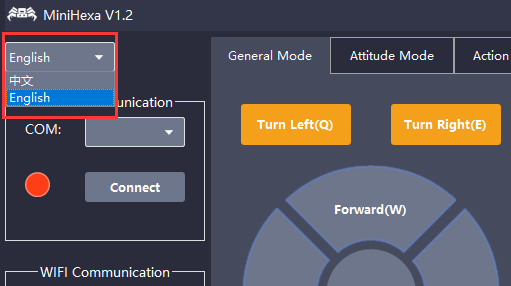 MiniHexa V1.2
English
中文
English
General Mode
Attitude Mode
Action
COM:
Turn Left(Q)
Turn Right(E)
Connect
Forward(W)
WIFI Communication